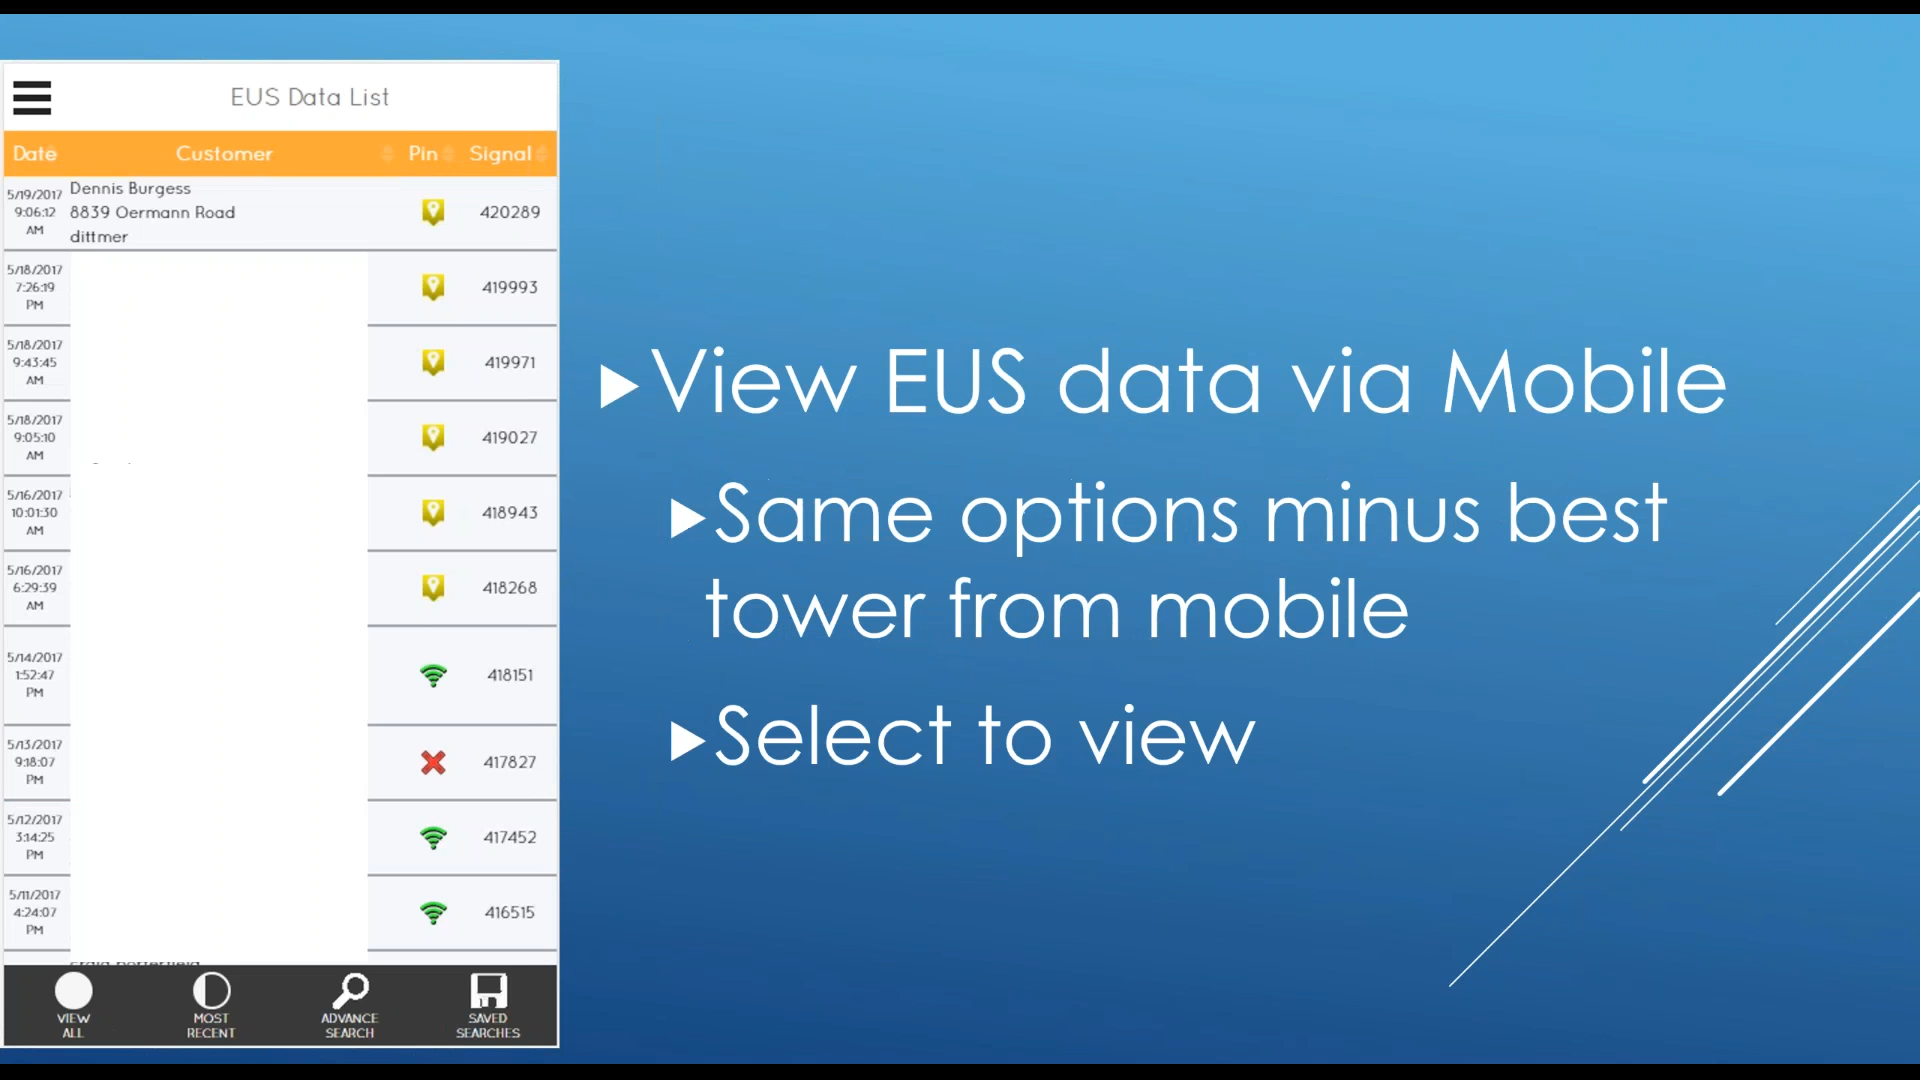 EUS Data List
Date Customer Pin Signal
5/19/2017
9:06:12
AM
Dennis Burgess
8839 Oermann Road
dittmer
420289
5/18/2017
7:26:19
PM
419993
5/18/2017
9:43:45
AM
419971
5/18/2017
9:05:10
AM
419027
5/16/2017
10:01:30
AM
418943
5/16/2017
6:29:39
AM
418268
5/14/2017
1:52:47
PM
418151
5/13/2017
9:18:07
PM
417827
5/12/2017
3:14:25
PM
417452
5/11/2017
4:24:07
PM
416515
VIEW
ALL
MOST
RECENT
ADVANCE
SEARCH
SAVED
SEARCHES
View EUS data via Mobile
Same options minus best
tower from mobile
Select to view